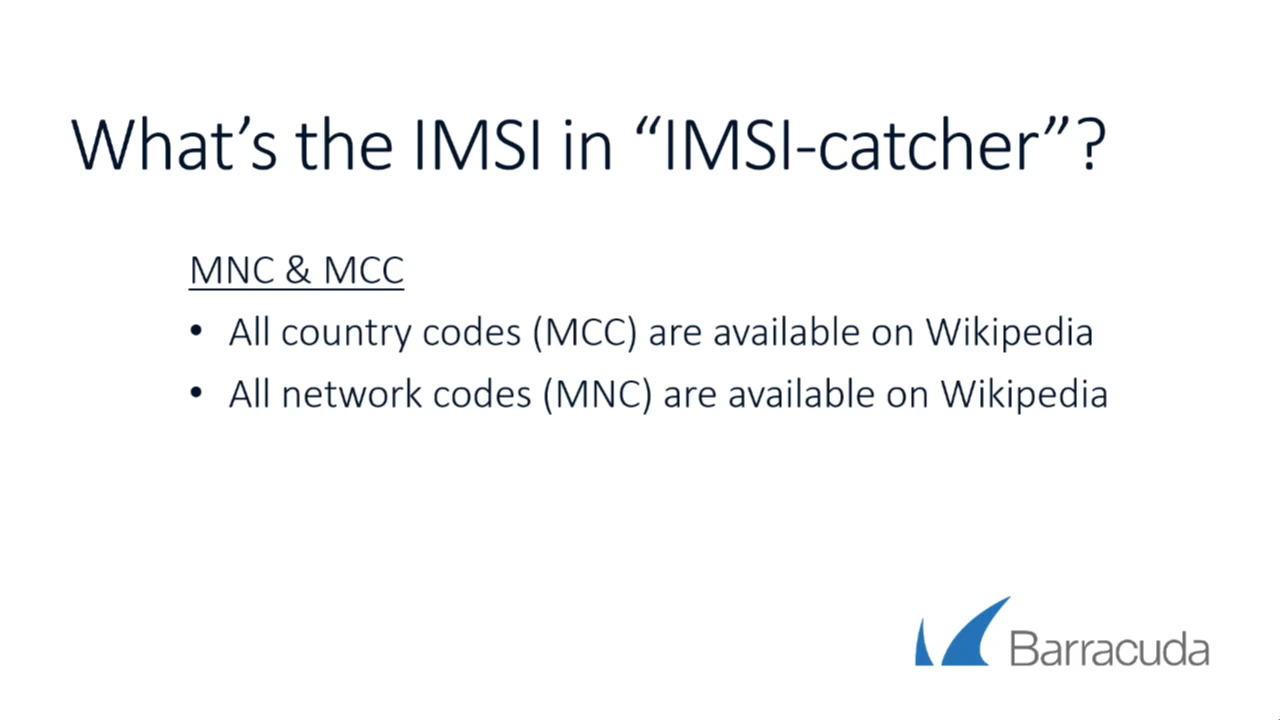 What’s the IMSI in “IMSI-catcher”?
MNC & MCC
• All country codes (MCC) are available on Wikipedia
• All network codes (MNC) are available on Wikipedia
Barracuda